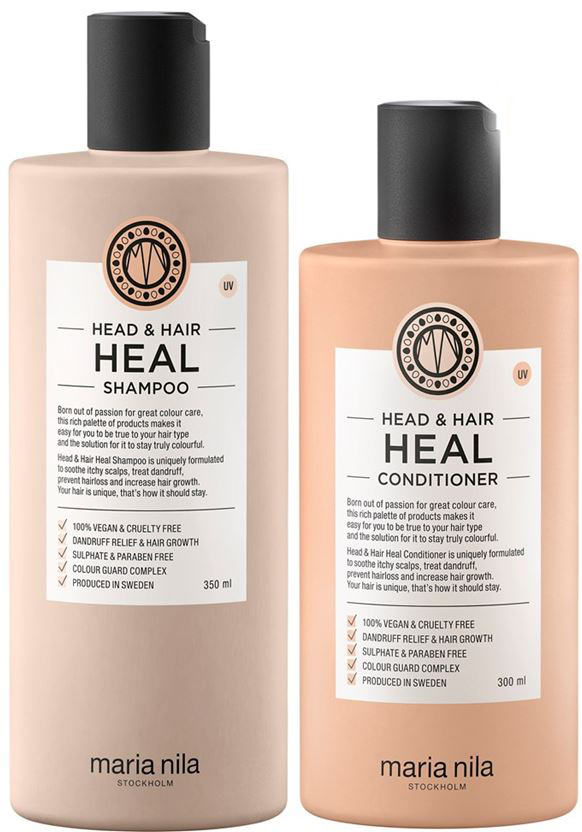 UV
HEAD & HAIR
HEAL
SHAMPOO
Born out of passion for great colour care,
this rich palette of products makes it
easy for you to be true to your hair type
and the solution for it to stay truly colourful.
Head & Hair Heal Shampoo is uniquely formulated
to soothe itchy scalps, treat dandruff,
prevent hairloss and increase hair growth.
Your hair is unique, that's how it should stay.
100% VEGAN & CRUELTY FREE
DANDRUFF RELIEF & HAIR GROWTH
SULPHATE & PARABEN FREE
COLOUR GUARD COMPLEX
PRODUCED IN SWEDEN
350 ml
maria nila
STOCKHOLM
UV
HEAD & HAIR
HEAL
CONDITIONER
Born out of passion for great colour care,
this rich palette of products makes it
easy for you to be true to your hair type
and the solution for it to stay truly colourful.
Head & Hair Heal Conditioner is uniquely formulated
to soothe itchy scalps, treat dandruff,
prevent hairloss and increase hair growth.
Your hair is unique, that's how it should stay.
100% VEGAN & CRUELTY FREE
DANDRUFF RELIEF & HAIR GROWTH
SULPHATE & PARABEN FREE
COLOUR GUARD COMPLEX
PRODUCED IN SWEDEN
300 ml
maria nila
STOCKHOLM